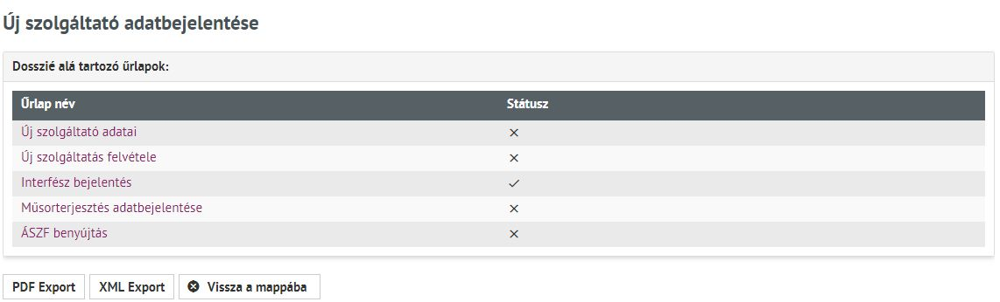 Új szolgáltató adatbejelentése
Dosszié alá tartozó űrlapok:
Űrlap név Státusz
Új szolgáltató adatai
Új szolgáltatás felvétele
Interfész bejelentés
Műsorterjesztés adatbejelentése
ÁSZF benyújtás
PDF Export XML Export Vissza a mappába